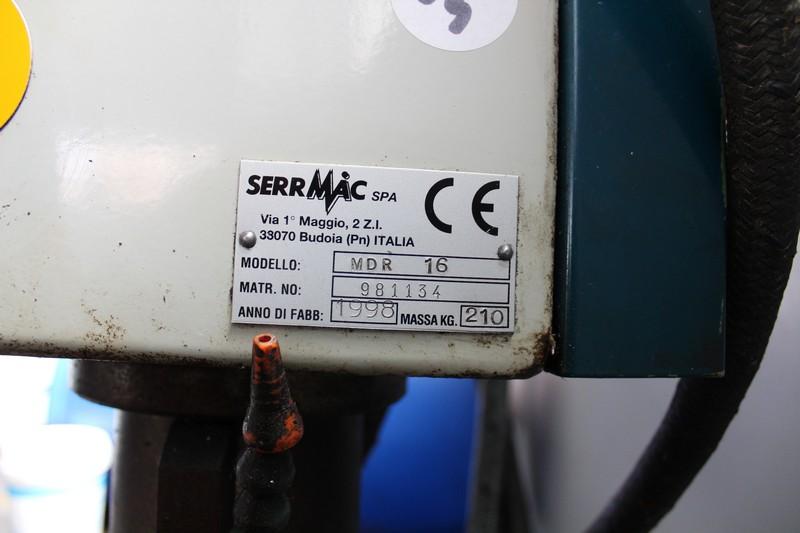 SERRMAC SPA CE
Via 1° Maggio, 2 Z.I.
33070 Budoia (Pn) ITALIA
MODELLO: MDR 16
MATR. NO: 981134
ANNO DI FABB: 1998 MASSA KG. 210